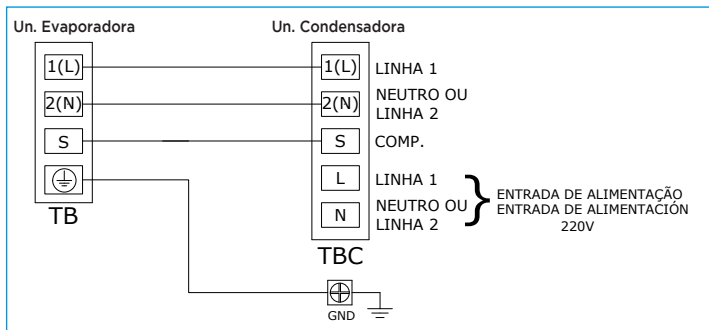 Un. Evaporadora
Un. Condensadora
1(L)
1(L)
LINHA 1
2(N)
2(N)
NEUTRO OU
LINHA 2
S
S
COMP.
L
LINHA 1
N
NEUTRO OU
LINHA 2
ENTRADA DE ALIMENTAÇÃO
ENTRADA DE ALIMENTACIÓN
220V
TB
TBC
GND